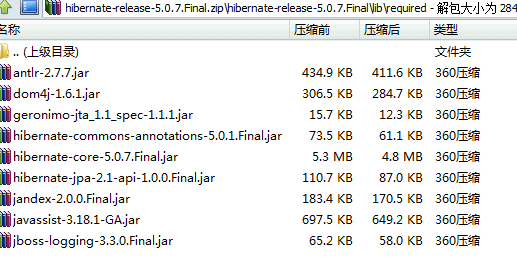 hibernate-release-5.0.7.Final.zip\hibernate-release-5.0.7.Final\lib\required - 解包大小为 284
名称 压缩前 压缩后 类型
.. (上级目录) 文件夹
antlr-2.7.7.jar 434.9 KB 411.6 KB 360压缩
dom4j-1.6.1.jar 306.5 KB 284.7 KB 360压缩
geronimo-jta_1.1_spec-1.1.1.jar 15.7 KB 12.3 KB 360压缩
hibernate-commons-annotations-5.0.1.Final.jar 73.5 KB 61.1 KB 360压缩
hibernate-core-5.0.7.Final.jar 5.3 MB 4.8 MB 360压缩
hibernate-jpa-2.1-api-1.0.0.Final.jar 110.7 KB 87.0 KB 360压缩
jandex-2.0.0.Final.jar 183.4 KB 170.5 KB 360压缩
javassist-3.18.1-GA.jar 697.5 KB 649.2 KB 360压缩
jboss-logging-3.3.0.Final.jar 65.2 KB 58.0 KB 360压缩